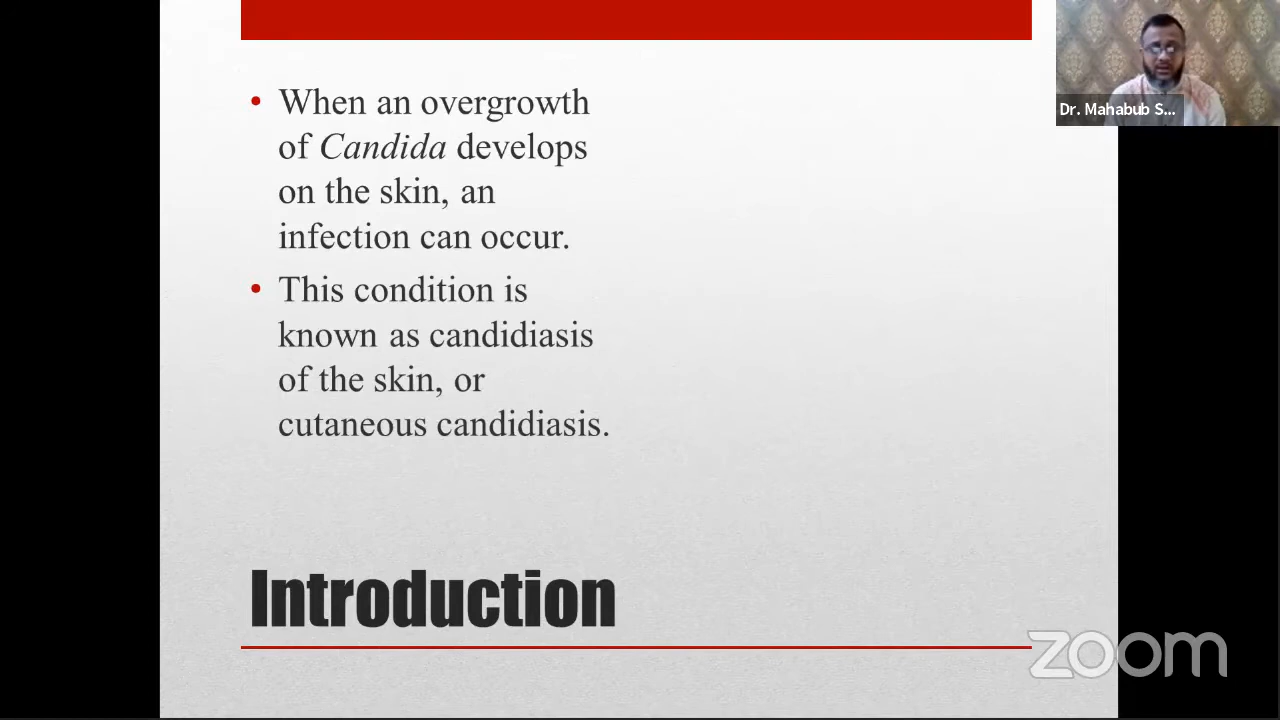 • When an overgrowth
of Candida develops
on the skin, an
infection can occur.
• This condition is
known as candidiasis
of the skin, or
cutaneous candidiasis.
Introduction
Dr. Mahabub S...
zoom